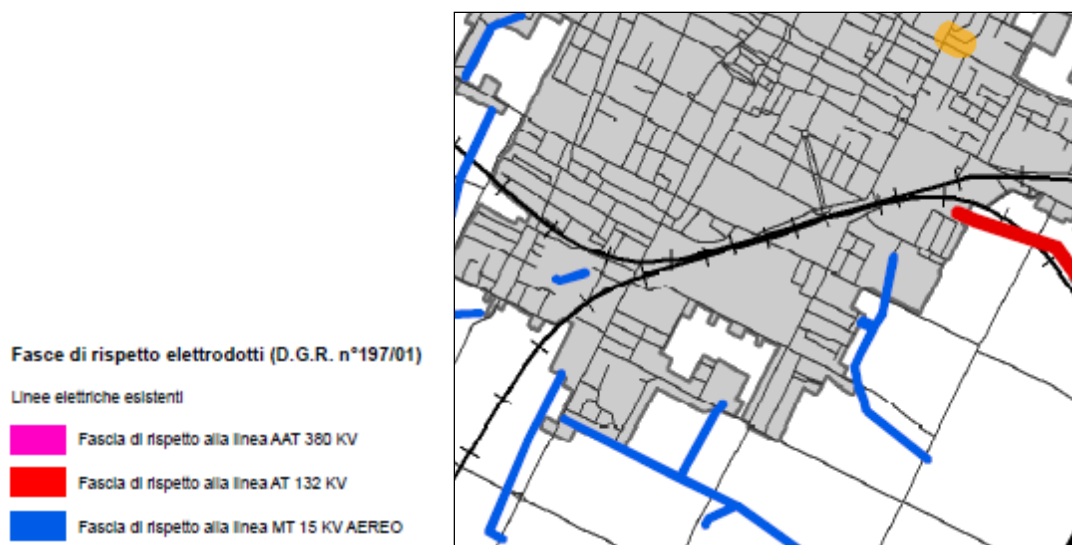 Fasce di rispetto elettrodotti (D.G.R. n°197/01)
Linee elettriche esistenti
Fascia di rispetto alla linea AAT 380 KV
Fascia di rispetto alla linea AT 132 KV
Fascia di rispetto alla linea MT 15 KV AEREO